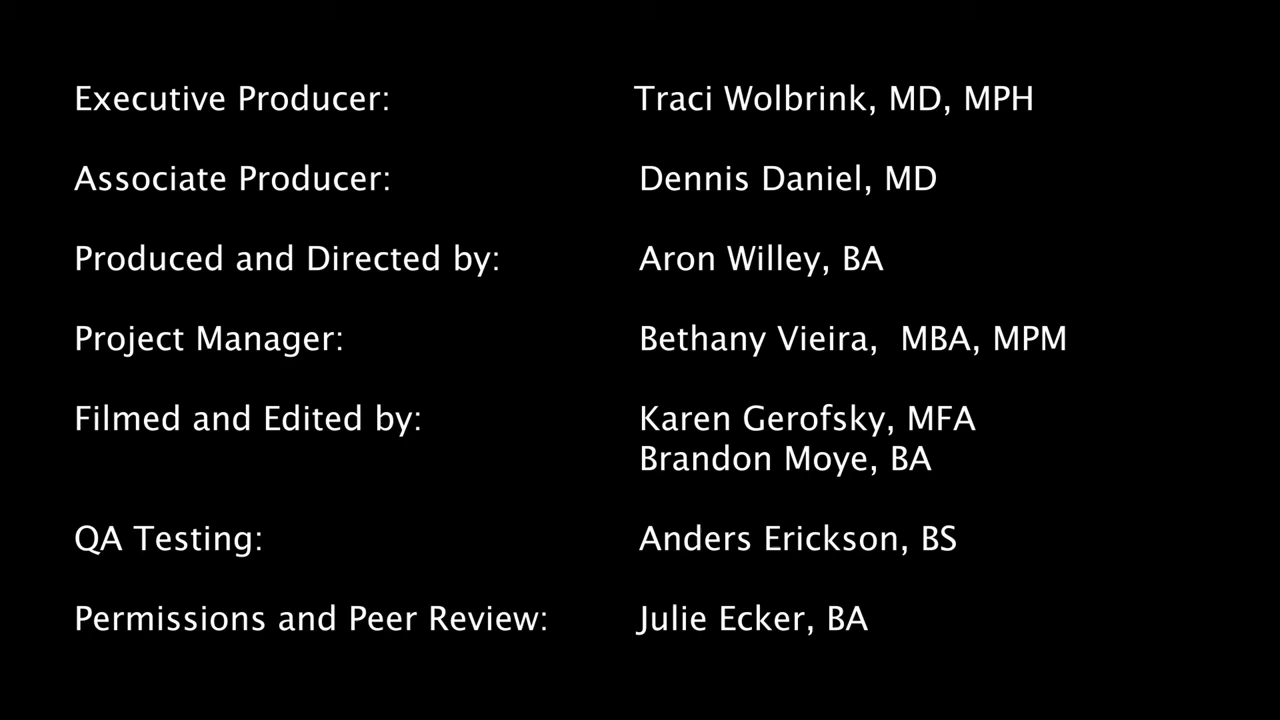 Executive Producer: Traci Wolbrink, MD, MPH
Associate Producer: Dennis Daniel, MD
Produced and Directed by: Aron Willey, BA
Project Manager: Bethany Vieira,  MBA, MPM
Filmed and Edited by: Karen Gerofsky, MFA
Brandon Moye, BA
QA Testing: Anders Erickson, BS
Permissions and Peer Review: Julie Ecker, BA